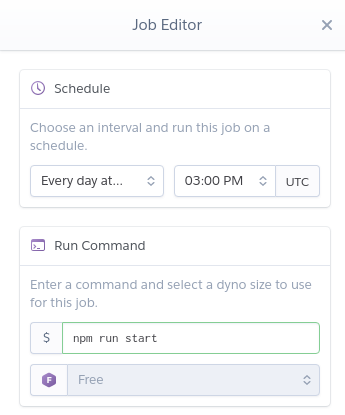 Job Editor
Schedule
Choose an interval and run this job on a
schedule.
Every day at...
03:00 PM
UTC
Run Command
Enter a command and select a dyno size to use
for this job.
$ npm run start
F Free